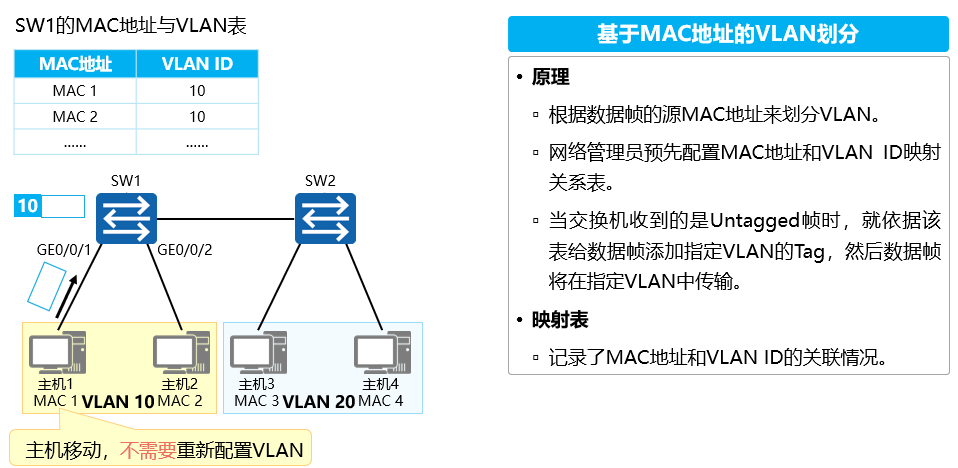 SW1的MAC地址与VLAN表
MAC地址 VLAN ID
MAC 1 10
MAC 2 10
...... ......
SW1 SW2
10
GE0/0/1 GE0/0/2
主机1 主机2 主机3 主机4
MAC 1 VLAN 10 MAC 2 MAC 3 VLAN 20 MAC 4
主机移动，不需要重新配置VLAN
基于MAC地址的VLAN划分
• 原理
▫ 根据数据帧的源MAC地址来划分VLAN。
▫ 网络管理员预先配置MAC地址和VLAN ID映射
关系表。
▫ 当交换机收到的是Untagged帧时，就依据该
表给数据帧添加指定VLAN的Tag，然后数据帧
将在指定VLAN中传输。
• 映射表
▫ 记录了MAC地址和VLAN ID的关联情况。